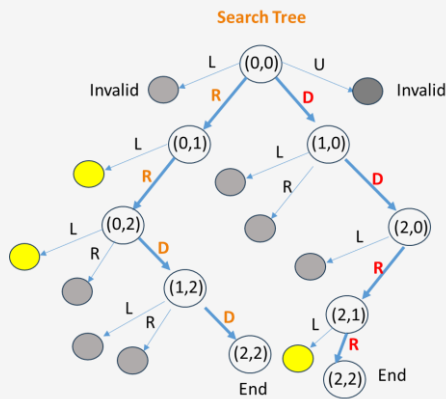 Search Tree
L (0,0) U
Invalid R D Invalid
L (0,1) L (1,0)
R R D
L (0,2) L (2,0)
R D R
(1,2) (2,1)
L R D L R
(2,2) (2,2) End
End